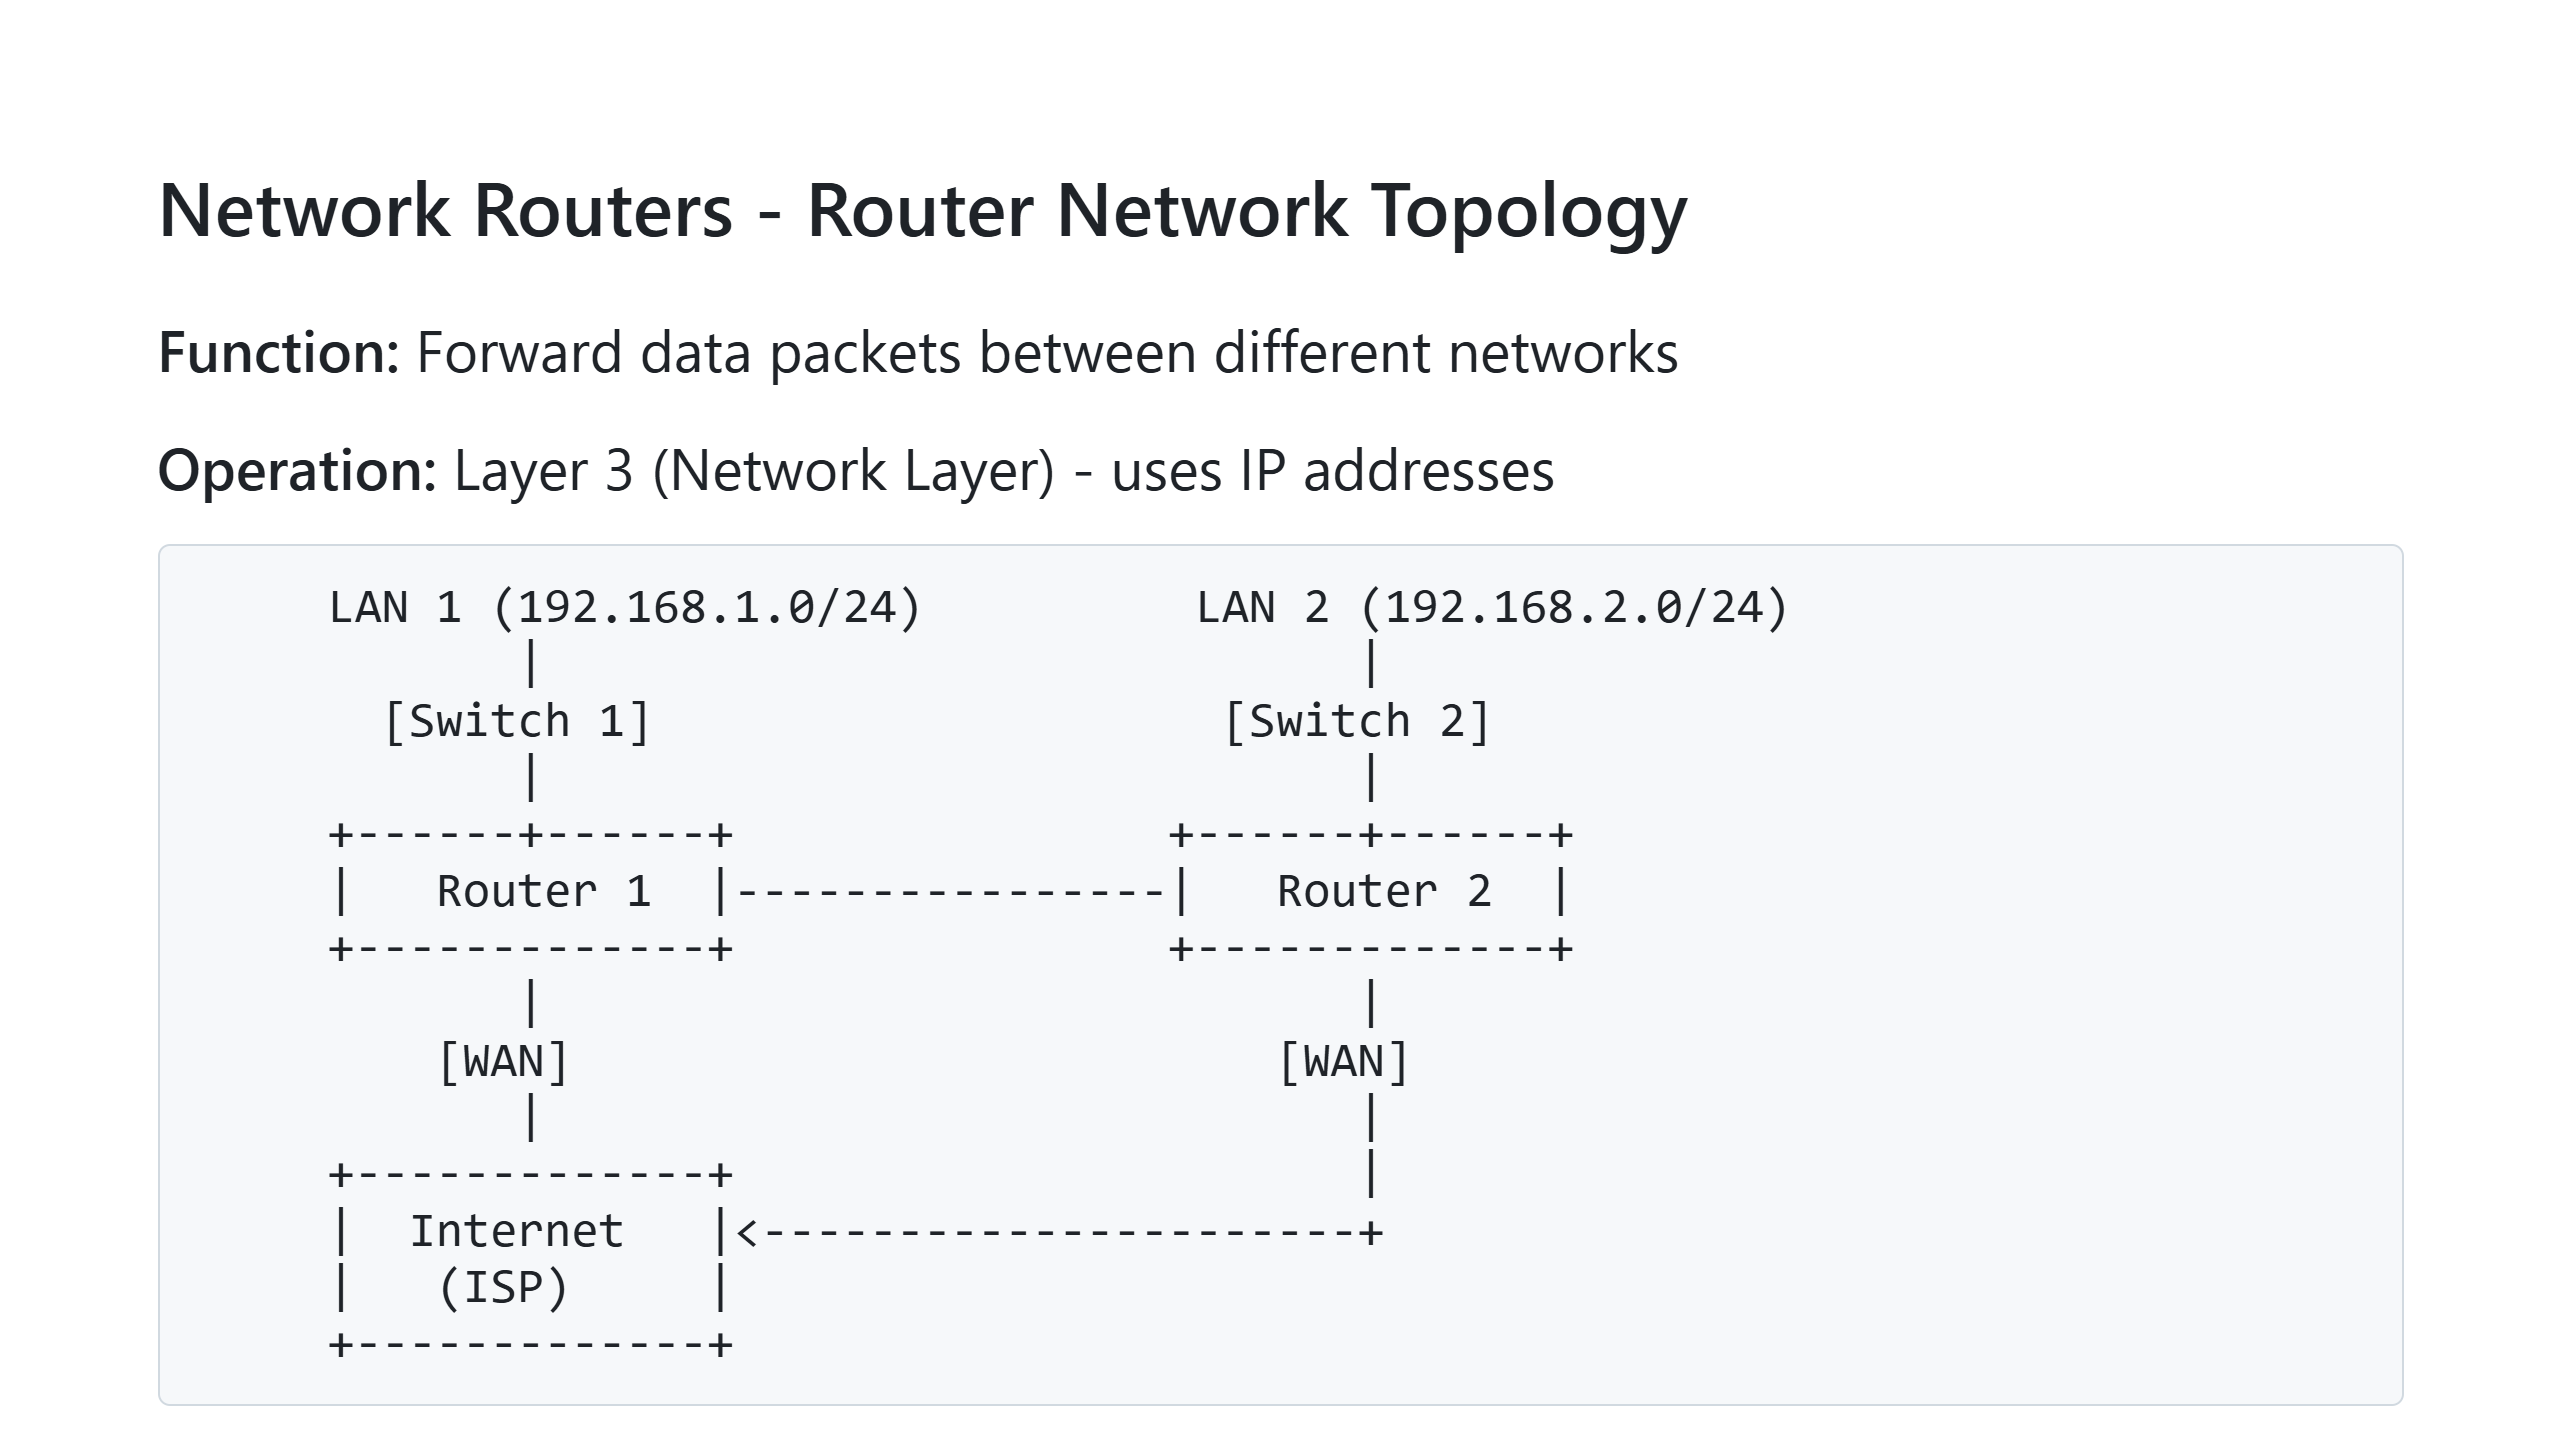 Network Routers - Router Network Topology
Function: Forward data packets between different networks
Operation: Layer 3 (Network Layer) - uses IP addresses
      LAN 1 (192.168.1.0/24)          LAN 2 (192.168.2.0/24)
             |                              |
        [Switch 1]                     [Switch 2]
             |                              |
      +------+------+                +------+------+
      |   Router 1  |----------------|   Router 2  |
      +-------------+                +-------------+
             |                              |
          [WAN]                          [WAN]
             |                              |
      +-------------+                       |
      |  Internet   |<----------------------+
      |   (ISP)     |
      +-------------+